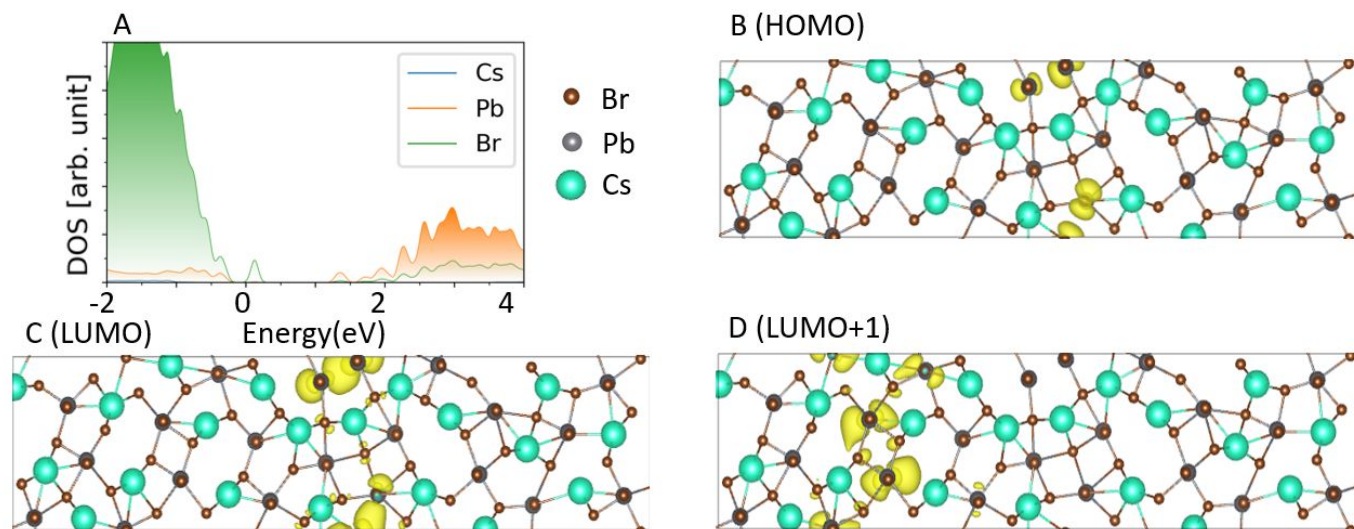 A
DOS [arb. unit]
Cs
Pb
Br
-2
0
2
4
Energy(eV)
Br
Pb
Cs
B (HOMO)
C (LUMO)
D (LUMO+1)